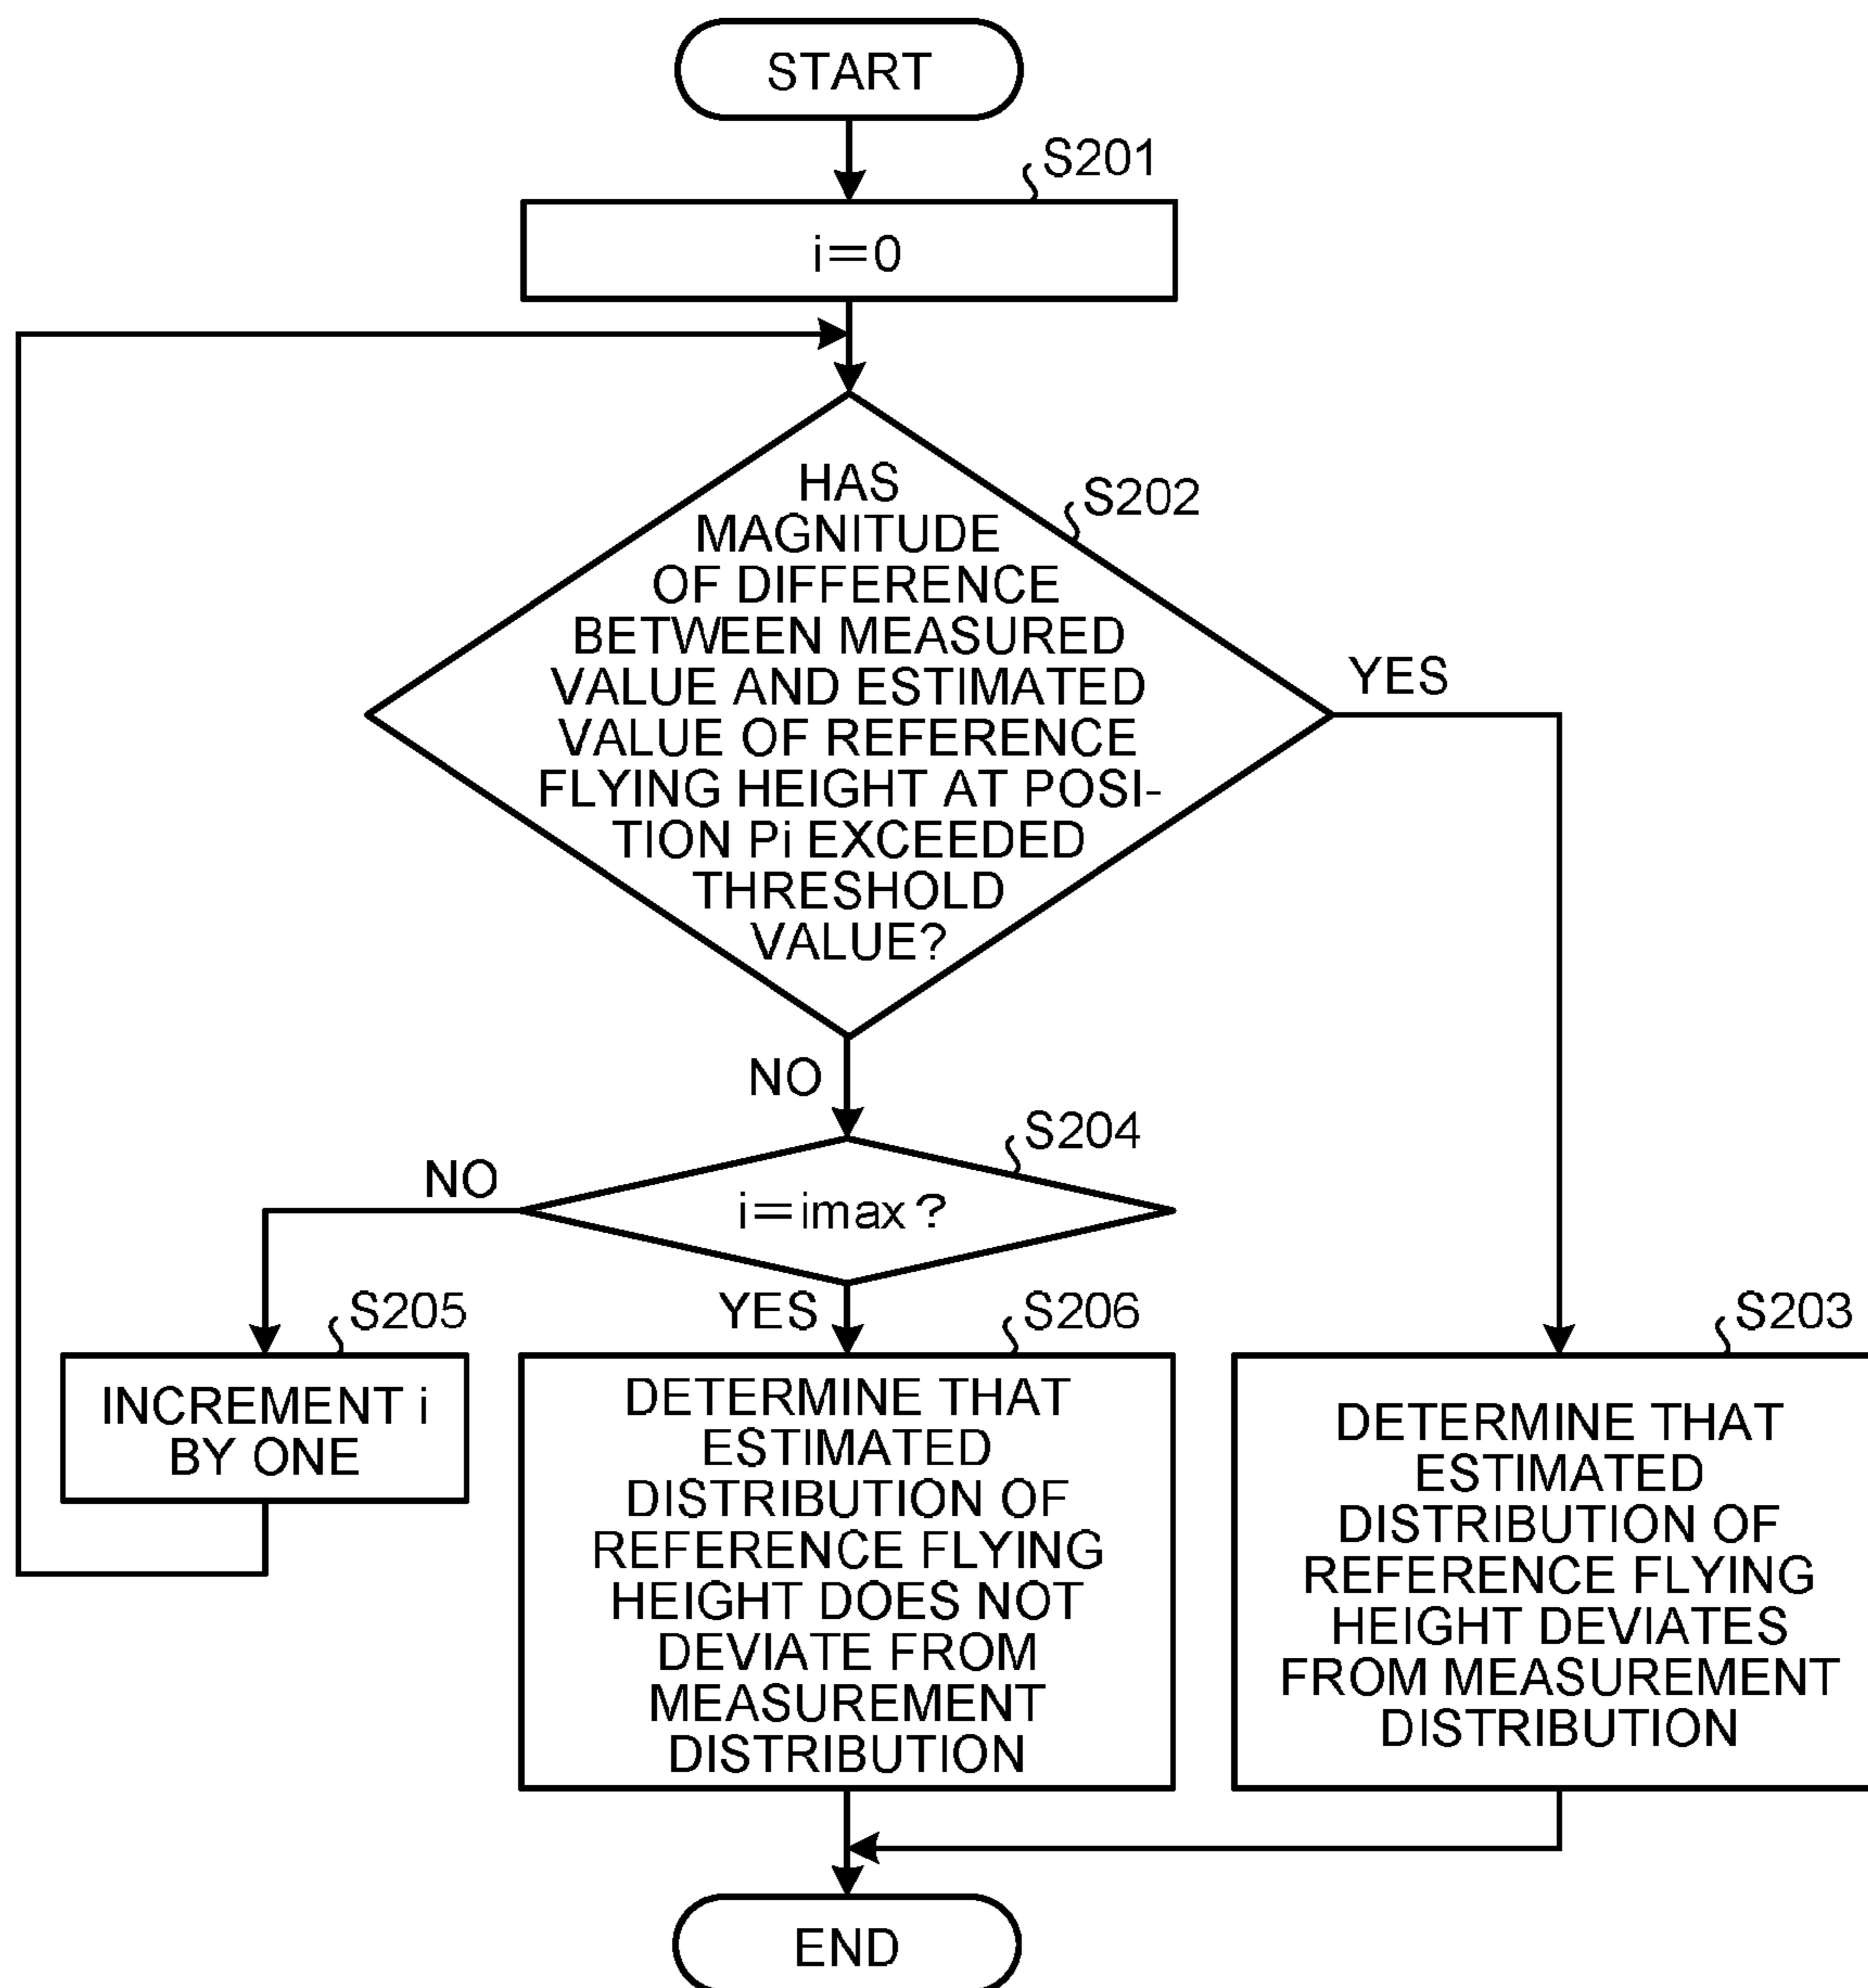 START
S201
i=0
S202
HAS
MAGNITUDE
OF DIFFERENCE
BETWEEN MEASURED
VALUE AND ESTIMATED
VALUE OF REFERENCE
FLYING HEIGHT AT POSI-
TION Pi EXCEEDED
THRESHOLD
VALUE?
YES
NO
S204
NO
i=imax?
YES
S205
INCREMENT i
BY ONE
S206
DETERMINE THAT
ESTIMATED
DISTRIBUTION OF
REFERENCE FLYING
HEIGHT DOES NOT
DEVIATE FROM
MEASUREMENT
DISTRIBUTION
S203
DETERMINE THAT
ESTIMATED
DISTRIBUTION OF
REFERENCE FLYING
HEIGHT DEVIATES
FROM MEASUREMENT
DISTRIBUTION
END